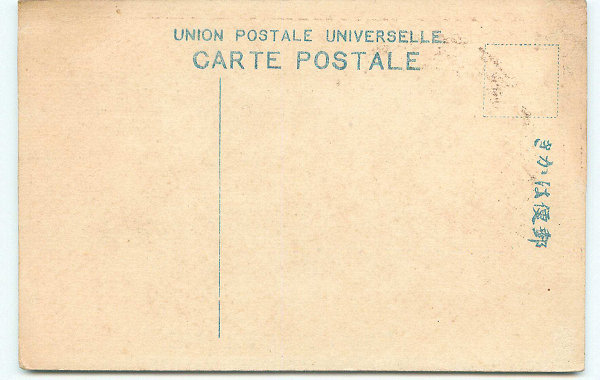 UNION POSTALE UNIVERSELLE.
CARTE POSTALE
郵便はかき